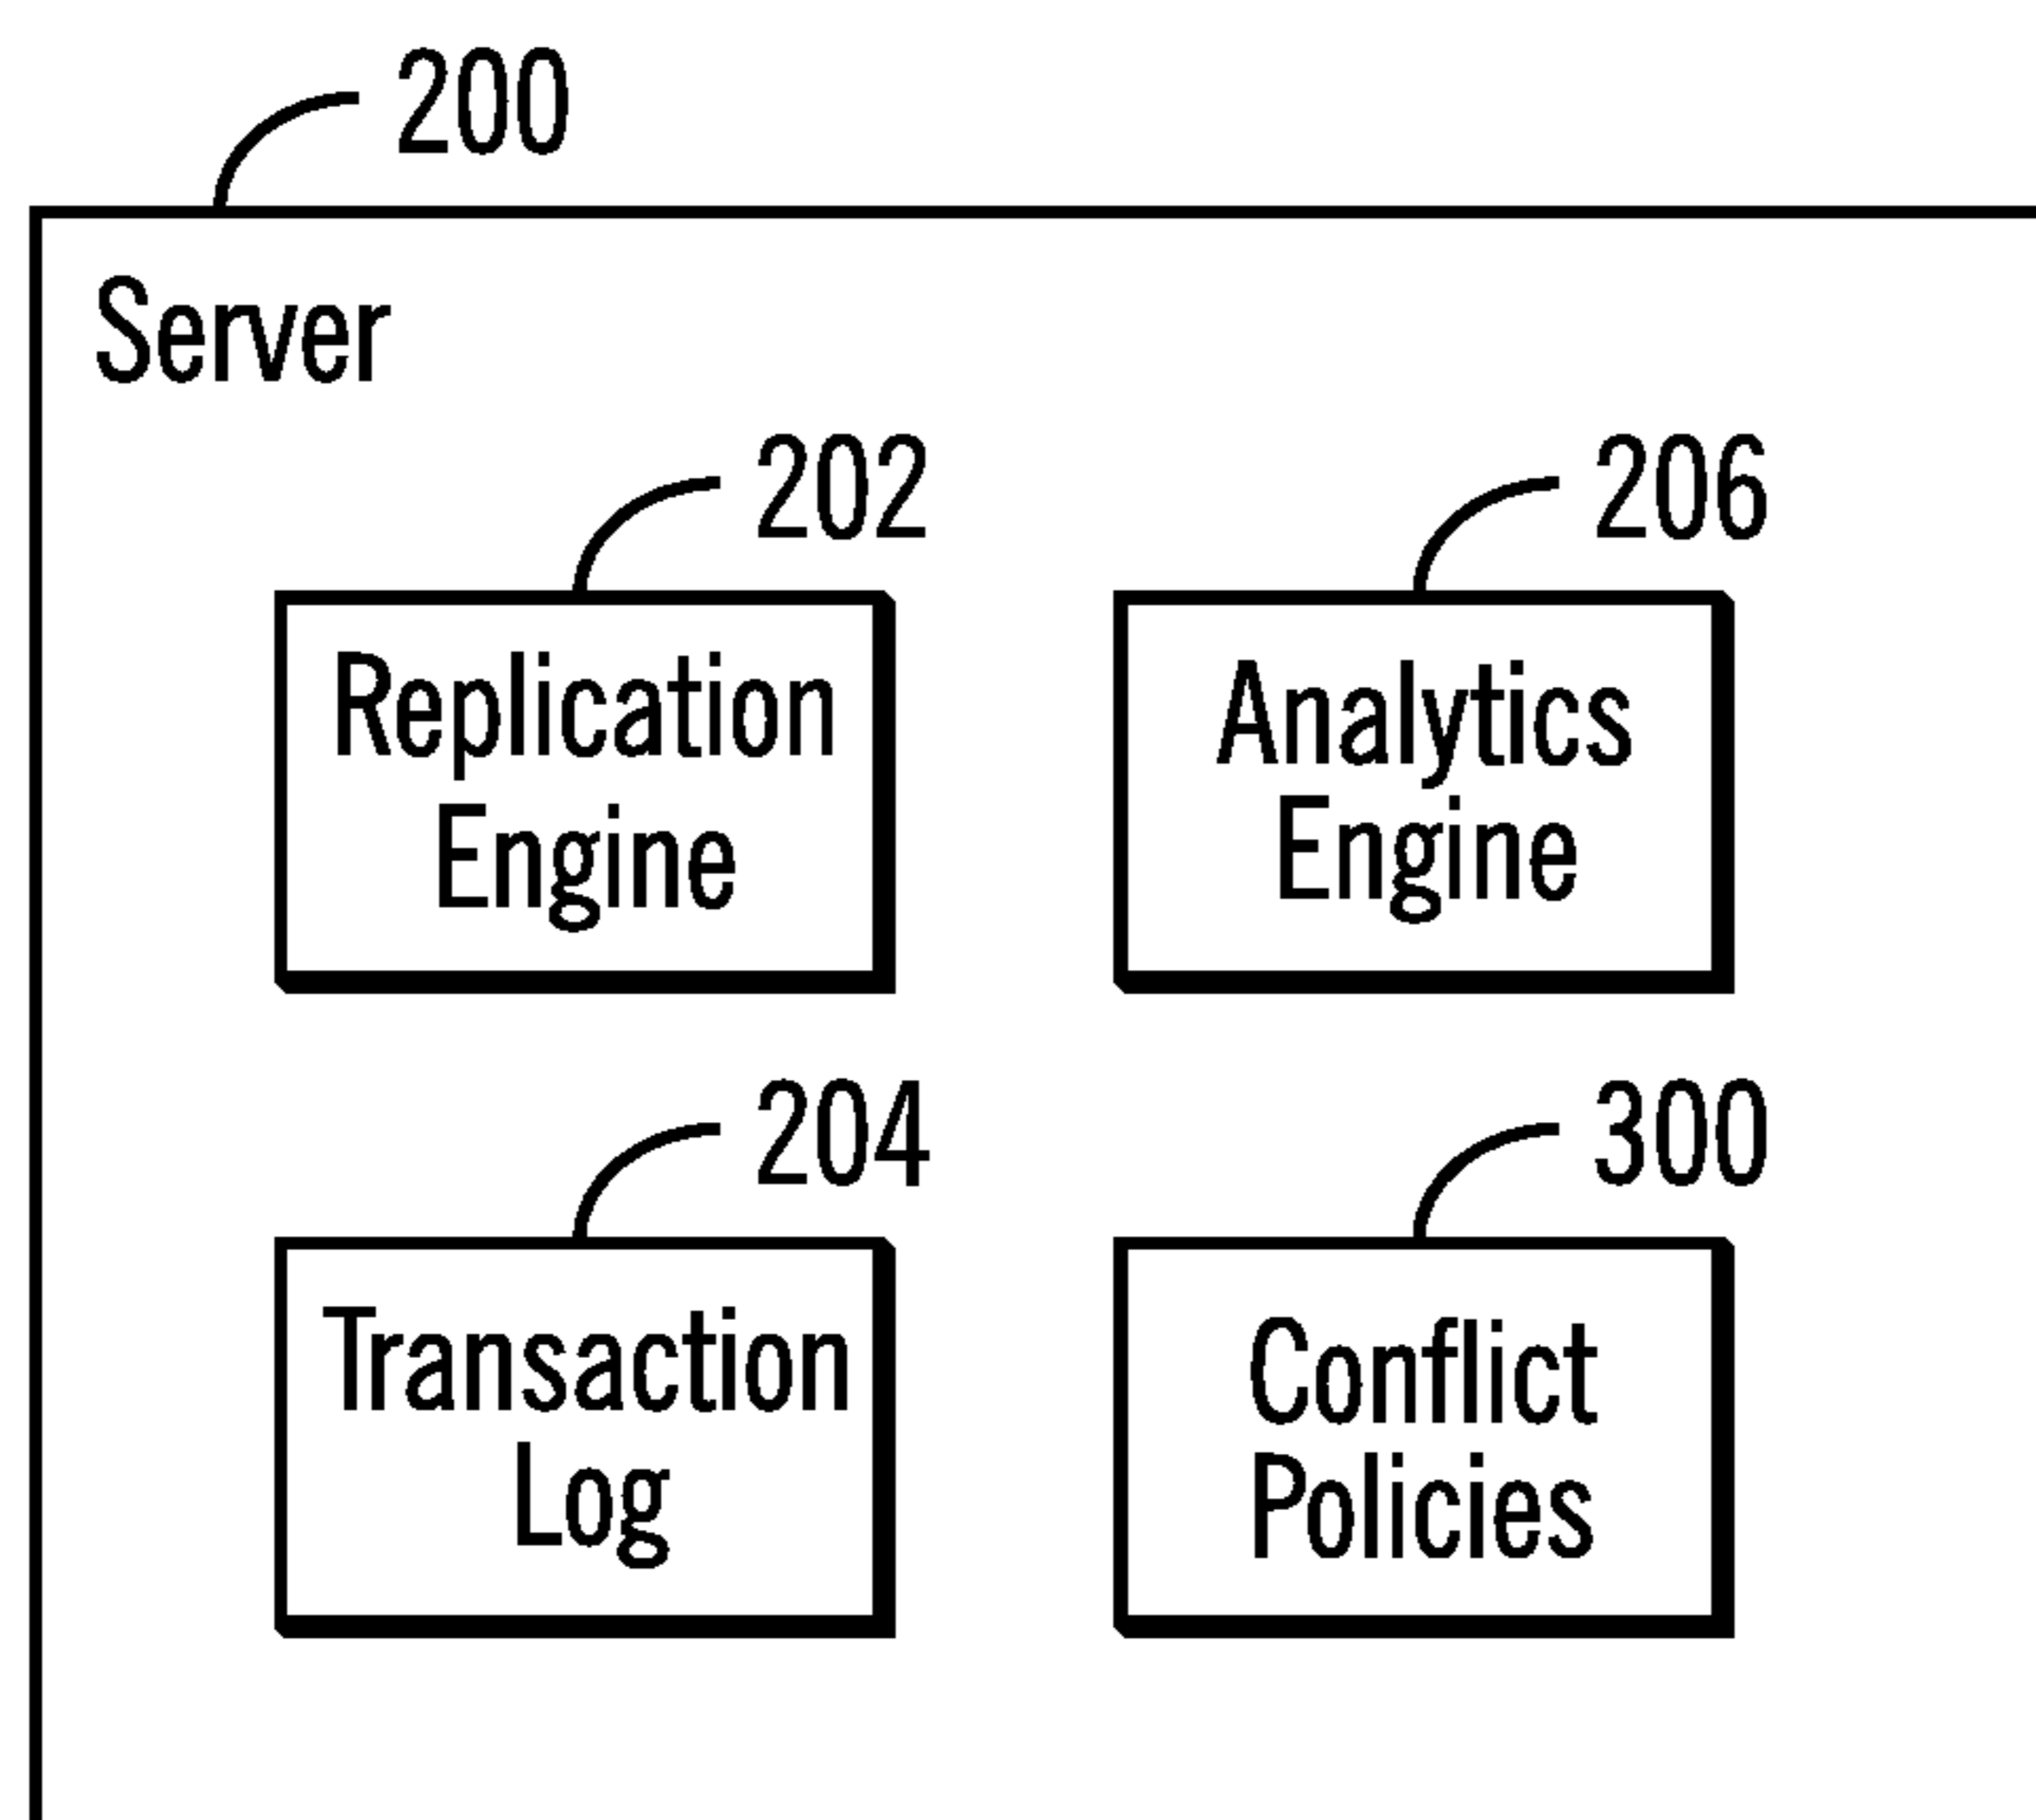 200
Server
202
Replication
Engine
206
Analytics
Engine
204
Transaction
Log
300
Conflict
Policies